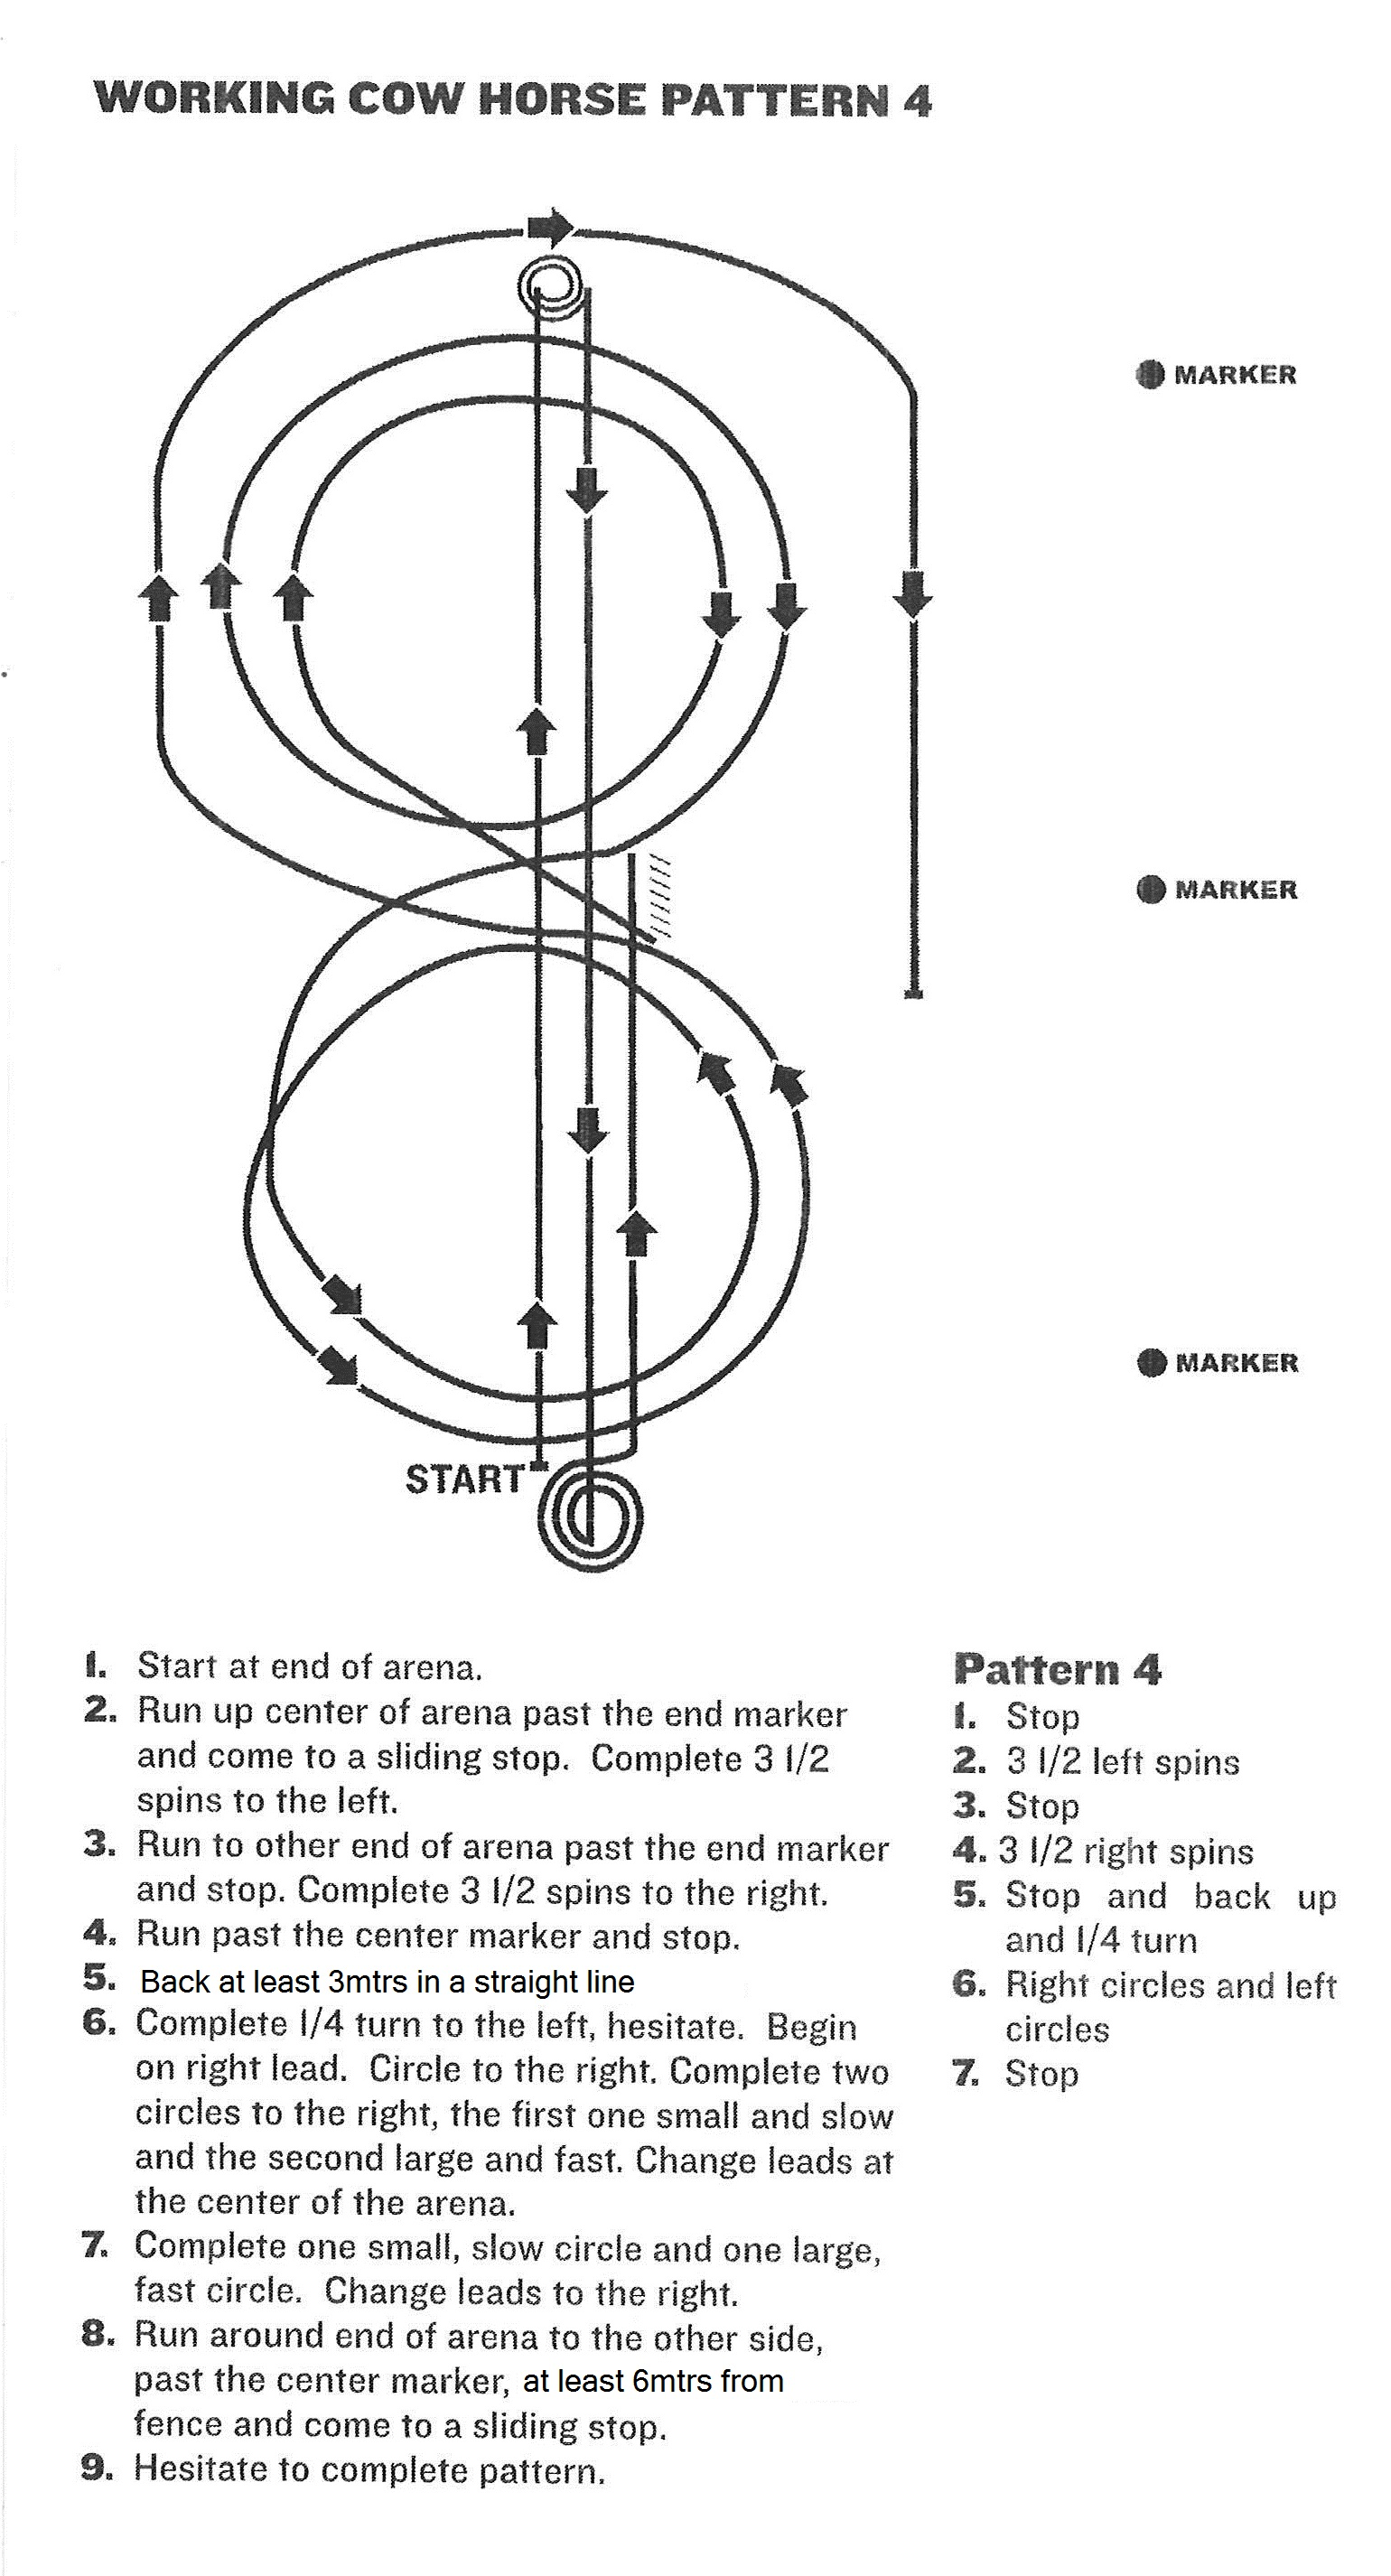 WORKING COW HORSE PATTERN 4
MARKER
MARKER
MARKER
START
1. Start at end of arena.
2. Run up center of arena past the end marker
and come to a sliding stop. Complete 3 1/2
spins to the left.
3. Run to other end of arena past the end marker
and stop. Complete 3 1/2 spins to the right.
4. Run past the center marker and stop.
5. Back at least 3mtrs in a straight line
6. Complete 1/4 turn to the left, hesitate. Begin
on right lead. Circle to the right. Complete two
circles to the right, the first one small and slow
and the second large and fast. Change leads at
the center of the arena.
7. Complete one small, slow circle and one large,
fast circle. Change leads to the right.
8. Run around end of arena to the other side,
past the center marker, at least 6mtrs from
fence and come to a sliding stop.
9. Hesitate to complete pattern.
Pattern 4
1. Stop
2. 3 1/2 left spins
3. Stop
4. 3 1/2 right spins
5. Stop and back up
and 1/4 turn
6. Right circles and left
circles
7. Stop